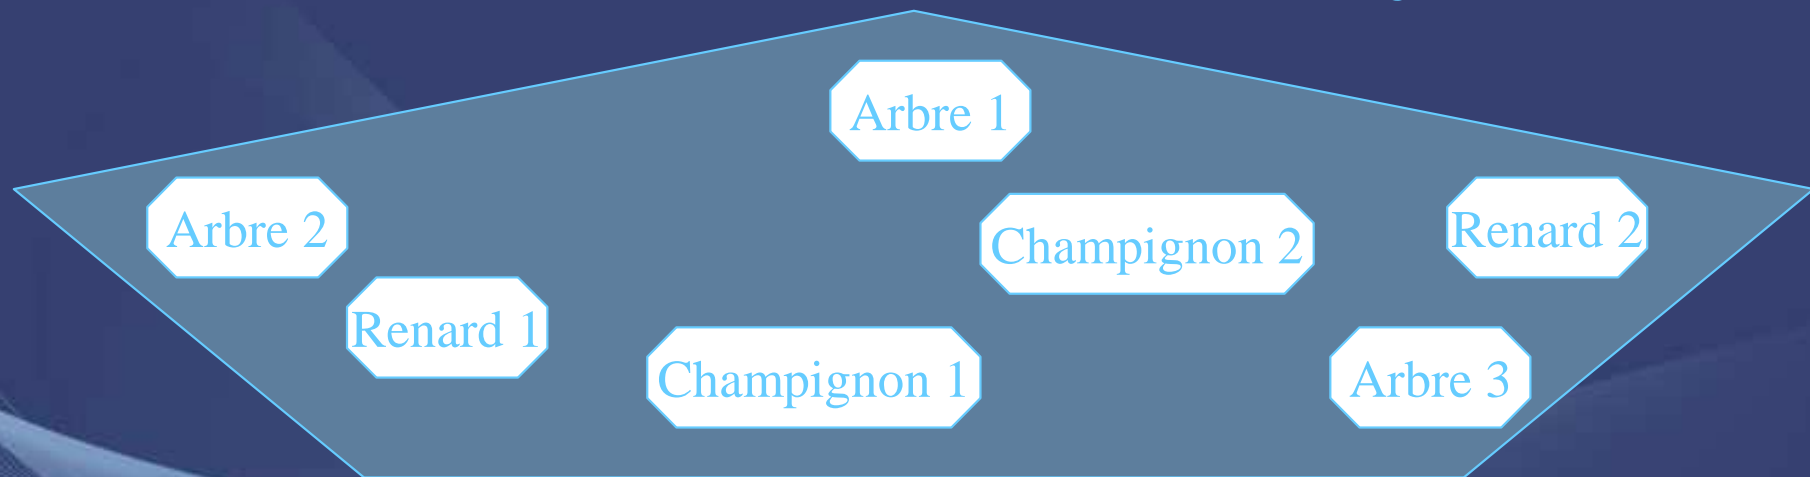 Arbre 1
Arbre 2
Champignon 2
Renard 2
Renard 1
Champignon 1
Arbre 3